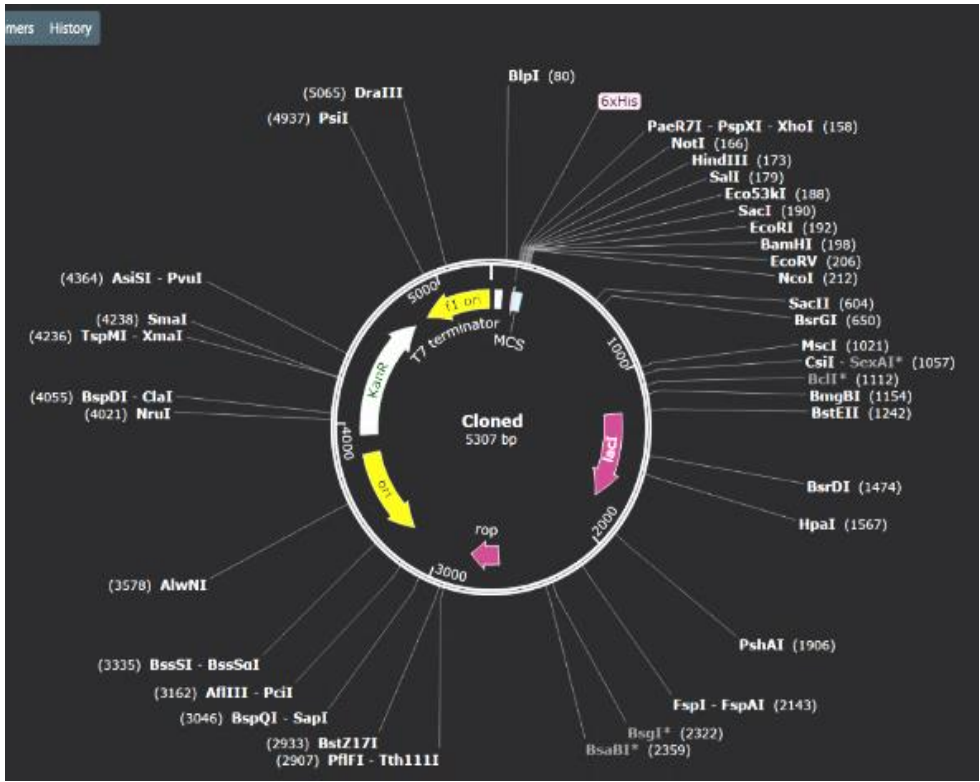 mers History
BlpI (80)
6xHis
PaeR7I - PspXI - XhoI (158)
NotI (166)
HindIII (173)
SalI (179)
Eco53kI (188)
SacI (190)
EcoRI (192)
BamHI (198)
EcoRV (206)
NcoI (212)
SacII (604)
BsrGI (650)
MscI (1021)
CsiI - SexAI* (1057)
BclI* (1112)
BmgBI (1154)
BstEII (1242)
BsrDI (1474)
HpaI (1567)
PshAI (1906)
FspI - FspAI (2143)
BsgI* (2322)
BsaBI* (2359)
(2907) PflFI - Tth111I
(2933) BstZ17I
(3046) BspQI - SapI
(3162) AflIII - PciI
(3335) BssSI - BssSαI
(3578) AlwNI
(4021) NruI
(4055) BspDI - ClaI
(4236) TspMI - XmaI
(4238) SmaI
(4364) AsiSI - PvuI
(4937) PsiI
(5065) DraIII
1000
2000
3000
4000
5000
f1 ori
T7 terminator
MCS
KanR
lacI
ori
rop
Cloned
5307 bp